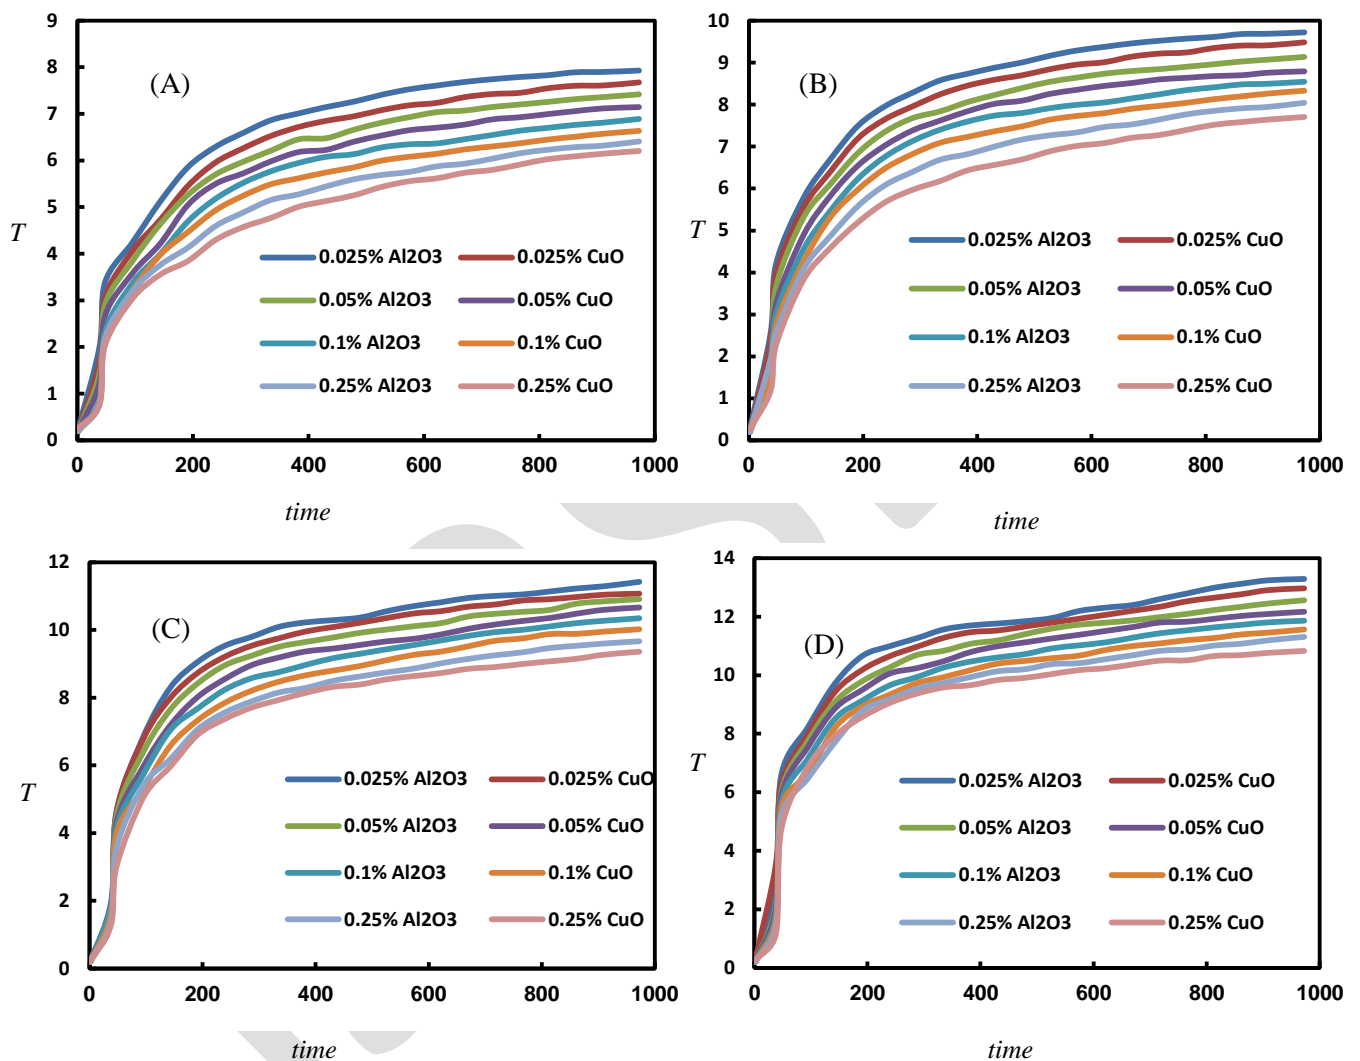 9
8
7
6
5
4
3
2
1
0
T
(A)
0.025% Al2O3 0.025% CuO
0.05% Al2O3 0.05% CuO
0.1% Al2O3 0.1% CuO
0.25% Al2O3 0.25% CuO
0 200 400 600 800 1000
time
10
9
8
7
6
5
4
3
2
1
0
T
(B)
0.025% Al2O3 0.025% CuO
0.05% Al2O3 0.05% CuO
0.1% Al2O3 0.1% CuO
0.25% Al2O3 0.25% CuO
0 200 400 600 800 1000
time
12
10
8
6
4
2
0
T
(C)
0.025% Al2O3 0.025% CuO
0.05% Al2O3 0.05% CuO
0.1% Al2O3 0.1% CuO
0.25% Al2O3 0.25% CuO
0 200 400 600 800 1000
time
14
12
10
8
6
4
2
0
T
(D)
0.025% Al2O3 0.025% CuO
0.05% Al2O3 0.05% CuO
0.1% Al2O3 0.1% CuO
0.25% Al2O3 0.25% CuO
0 200 400 600 800 1000
time